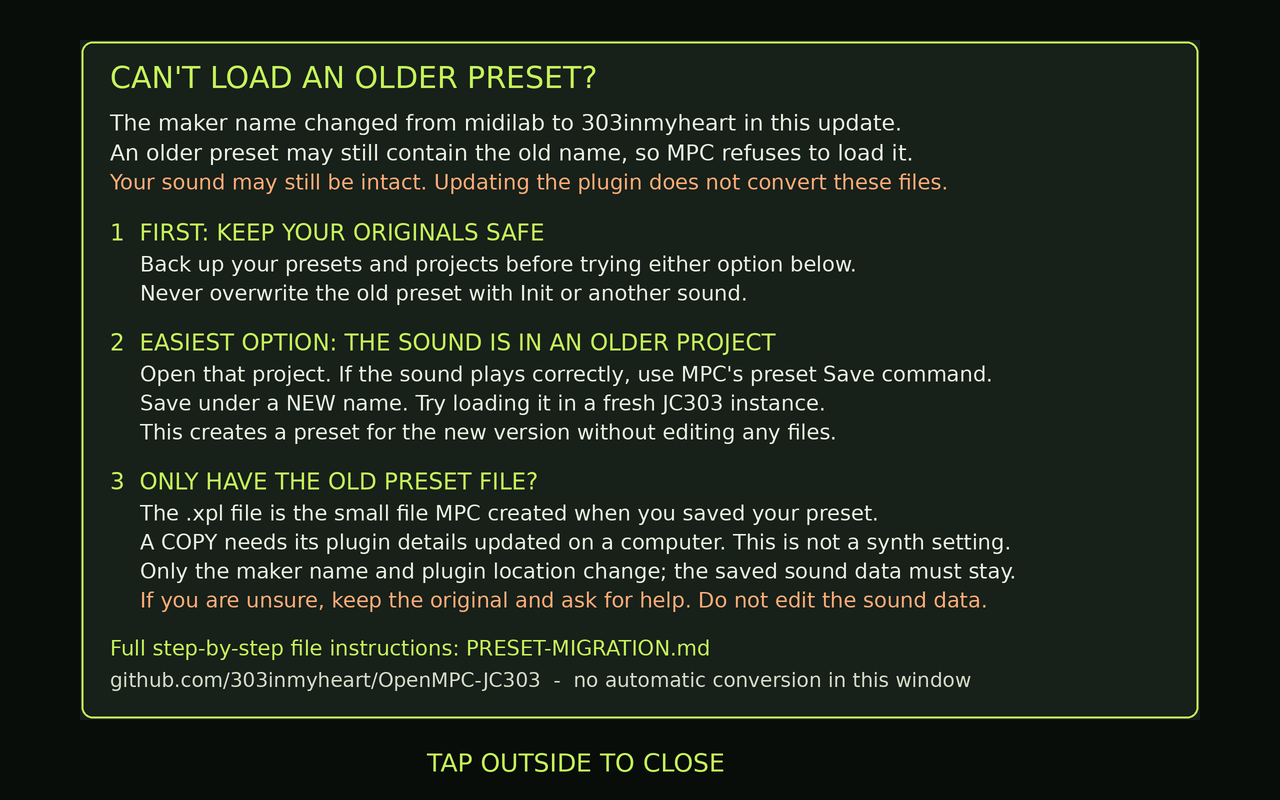 CAN'T LOAD AN OLDER PRESET?
The maker name changed from midilab to 303inmyheart in this update.
An older preset may still contain the old name, so MPC refuses to load it.
Your sound may still be intact. Updating the plugin does not convert these files.
1 FIRST: KEEP YOUR ORIGINALS SAFE
Back up your presets and projects before trying either option below.
Never overwrite the old preset with Init or another sound.
2 EASIEST OPTION: THE SOUND IS IN AN OLDER PROJECT
Open that project. If the sound plays correctly, use MPC's preset Save command.
Save under a NEW name. Try loading it in a fresh JC303 instance.
This creates a preset for the new version without editing any files.
3 ONLY HAVE THE OLD PRESET FILE?
The .xpl file is the small file MPC created when you saved your preset.
A COPY needs its plugin details updated on a computer. This is not a synth setting.
Only the maker name and plugin location change; the saved sound data must stay.
If you are unsure, keep the original and ask for help. Do not edit the sound data.
Full step-by-step file instructions: PRESET-MIGRATION.md
github.com/303inmyheart/OpenMPC-JC303 - no automatic conversion in this window
TAP OUTSIDE TO CLOSE